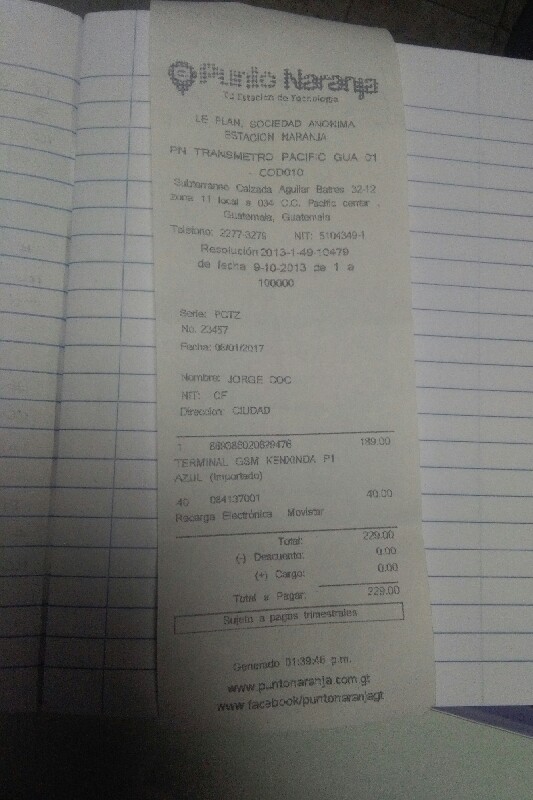 Punto Naranja
Tu Estacion de Tecnologia
LE PLAN, SOCIEDAD ANONIMA
ESTACION NARANJA
PN TRANSMETRO PACIFIC GUA 01
COD010
Subterraneo Calzada Aguilar Batres 32-12
zona 11 local a 034 C.C. Pacific center ,
Guatemala, Guatemala
Telefono: 2277-3276 NIT: 5104349-1
Resolución 2013-1-49-10479
de fecha 9-10-2013 de 1 a
100000
Serie: PGTZ
No. 23457
Fecha: 06/01/2017
Nombre: JORGE COC
NIT: CF
Direccion: CIUDAD
1 869388020829476 189.00
TERMINAL GSM KENXINDA P1
AZUL (Importado)
40 084137001 40.00
Recarga Electrónica Movistar
Total: 229.00
(-) Descuento: 0.00
(+) Cargo: 0.00
Total a Pagar: 229.00
Sujeto a pagos trimestrales
Generado 01:39:46 p.m.
www.puntonaranja.com.gt
www.facebook/puntonaranjagt